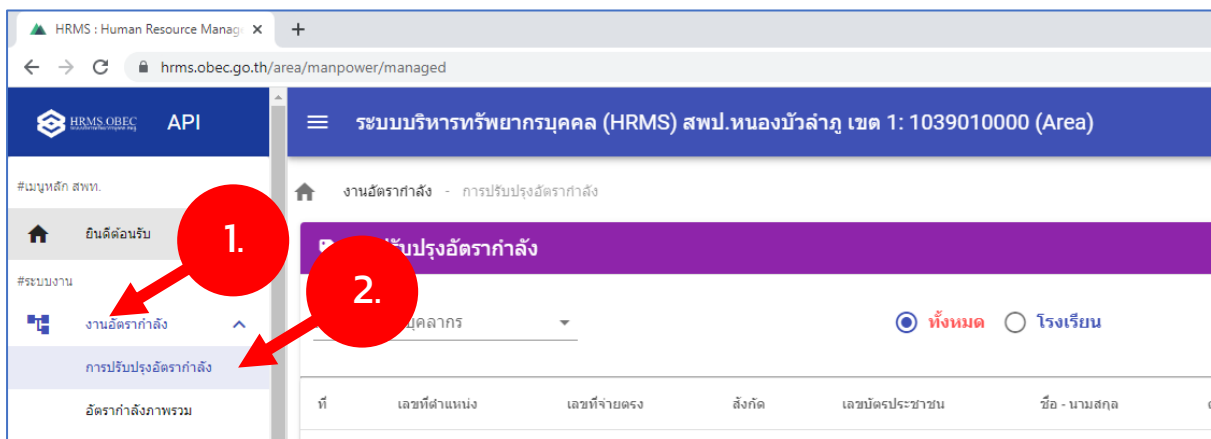 HRMS : Human Resource Manag
hrms.obec.go.th/area/manpower/managed
HRMS OBEC API
ระบบบริหารทรัพยากรบุคคล (HRMS) สพป.หนองบัวลำภู เขต 1: 1039010000 (Area)
#เมนูหลัก สพท.
งานอัตรากำลัง - การปรับปรุงอัตรากำลัง
ยินดีต้อนรับ
1.
ปรับปรุงอัตรากำลัง
#ระบบงาน
2.
งานอัตรากำลัง
บุคลากร
ทั้งหมด โรงเรียน
การปรับปรุงอัตรากำลัง
ที่ เลขที่ตำแหน่ง เลขที่จ่ายตรง สังกัด เลขบัตรประชาชน ชื่อ - นามสกุล
อัตรากำลังภาพรวม